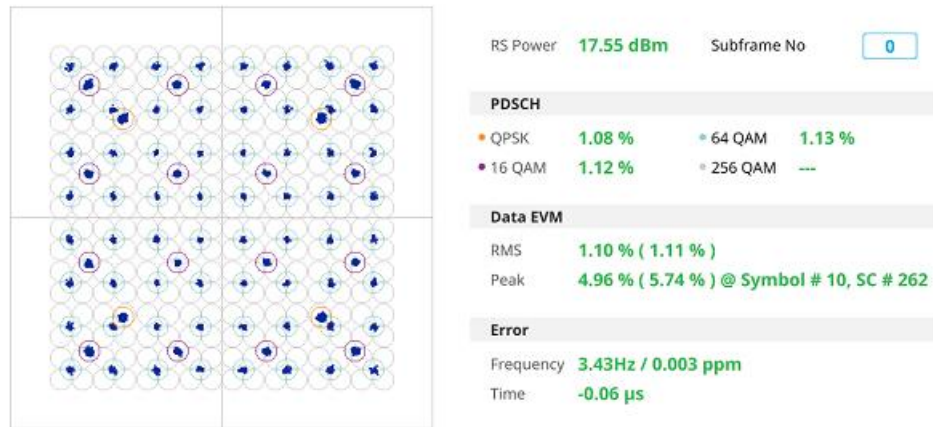 RS Power 17.55 dBm Subframe No 0
PDSCH
QPSK 1.08 % 64 QAM 1.13 %
16 QAM 1.12 % 256 QAM ---
Data EVM
RMS 1.10 % ( 1.11 % )
Peak 4.96 % ( 5.74 % ) @ Symbol # 10, SC # 262
Error
Frequency 3.43Hz / 0.003 ppm
Time -0.06 µs